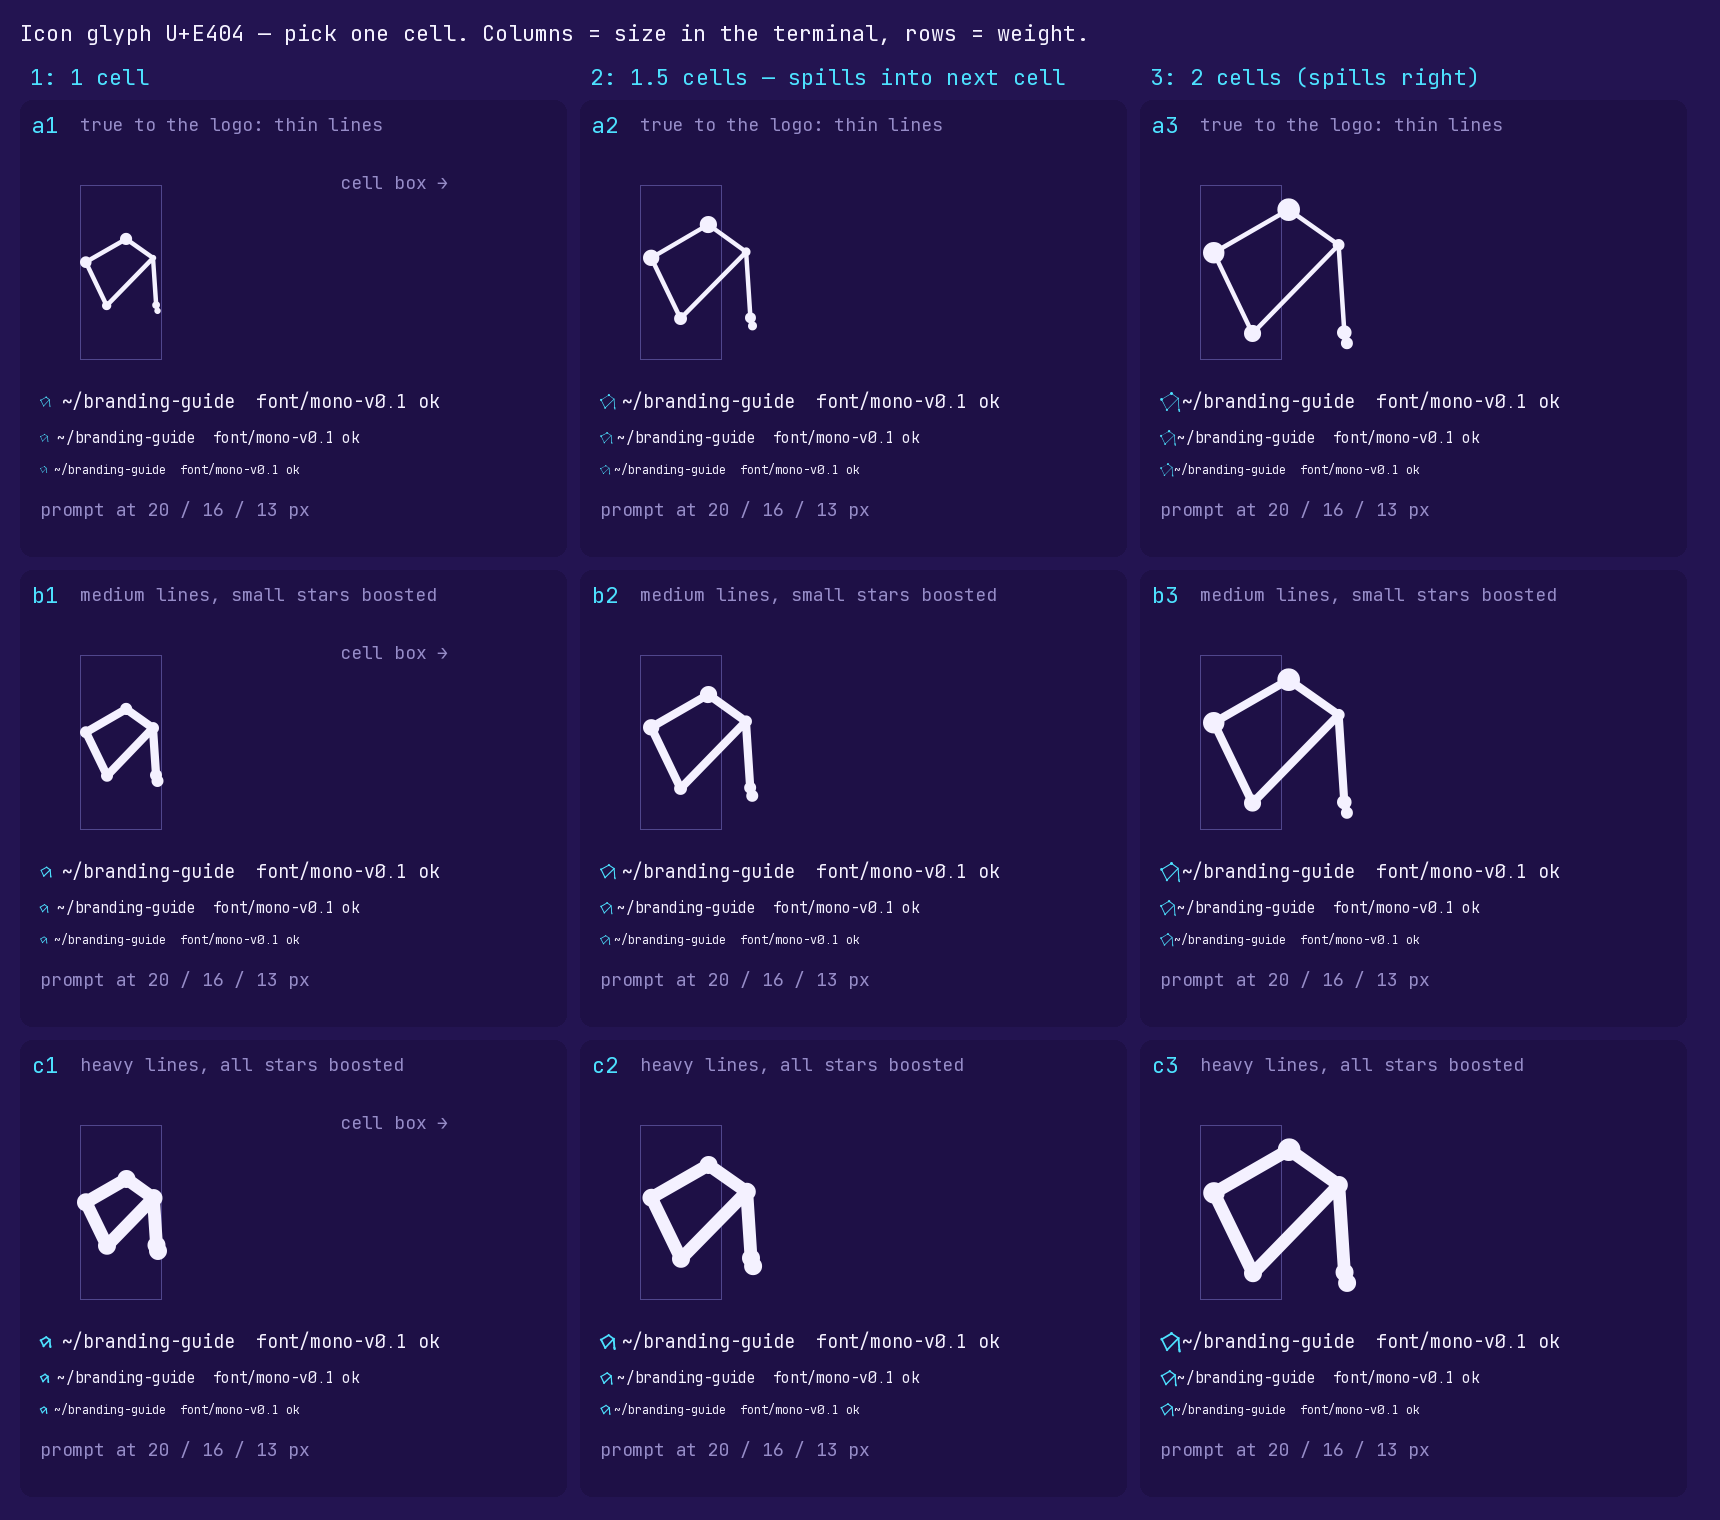 Icon glyph U+E404 — pick one cell. Columns = size in the terminal, rows = weight.
1: 1 cell
2: 1.5 cells — spills into next cell
3: 2 cells (spills right)
a1 true to the logo: thin lines
cell box →
~/branding-guide font/mono-v0.1 ok
~/branding-guide font/mono-v0.1 ok
~/branding-guide font/mono-v0.1 ok
prompt at 20 / 16 / 13 px
a2 true to the logo: thin lines
~/branding-guide font/mono-v0.1 ok
~/branding-guide font/mono-v0.1 ok
~/branding-guide font/mono-v0.1 ok
prompt at 20 / 16 / 13 px
a3 true to the logo: thin lines
~/branding-guide font/mono-v0.1 ok
~/branding-guide font/mono-v0.1 ok
~/branding-guide font/mono-v0.1 ok
prompt at 20 / 16 / 13 px
b1 medium lines, small stars boosted
cell box →
~/branding-guide font/mono-v0.1 ok
~/branding-guide font/mono-v0.1 ok
~/branding-guide font/mono-v0.1 ok
prompt at 20 / 16 / 13 px
b2 medium lines, small stars boosted
~/branding-guide font/mono-v0.1 ok
~/branding-guide font/mono-v0.1 ok
~/branding-guide font/mono-v0.1 ok
prompt at 20 / 16 / 13 px
b3 medium lines, small stars boosted
~/branding-guide font/mono-v0.1 ok
~/branding-guide font/mono-v0.1 ok
~/branding-guide font/mono-v0.1 ok
prompt at 20 / 16 / 13 px
c1 heavy lines, all stars boosted
cell box →
~/branding-guide font/mono-v0.1 ok
~/branding-guide font/mono-v0.1 ok
~/branding-guide font/mono-v0.1 ok
prompt at 20 / 16 / 13 px
c2 heavy lines, all stars boosted
~/branding-guide font/mono-v0.1 ok
~/branding-guide font/mono-v0.1 ok
~/branding-guide font/mono-v0.1 ok
prompt at 20 / 16 / 13 px
c3 heavy lines, all stars boosted
~/branding-guide font/mono-v0.1 ok
~/branding-guide font/mono-v0.1 ok
~/branding-guide font/mono-v0.1 ok
prompt at 20 / 16 / 13 px